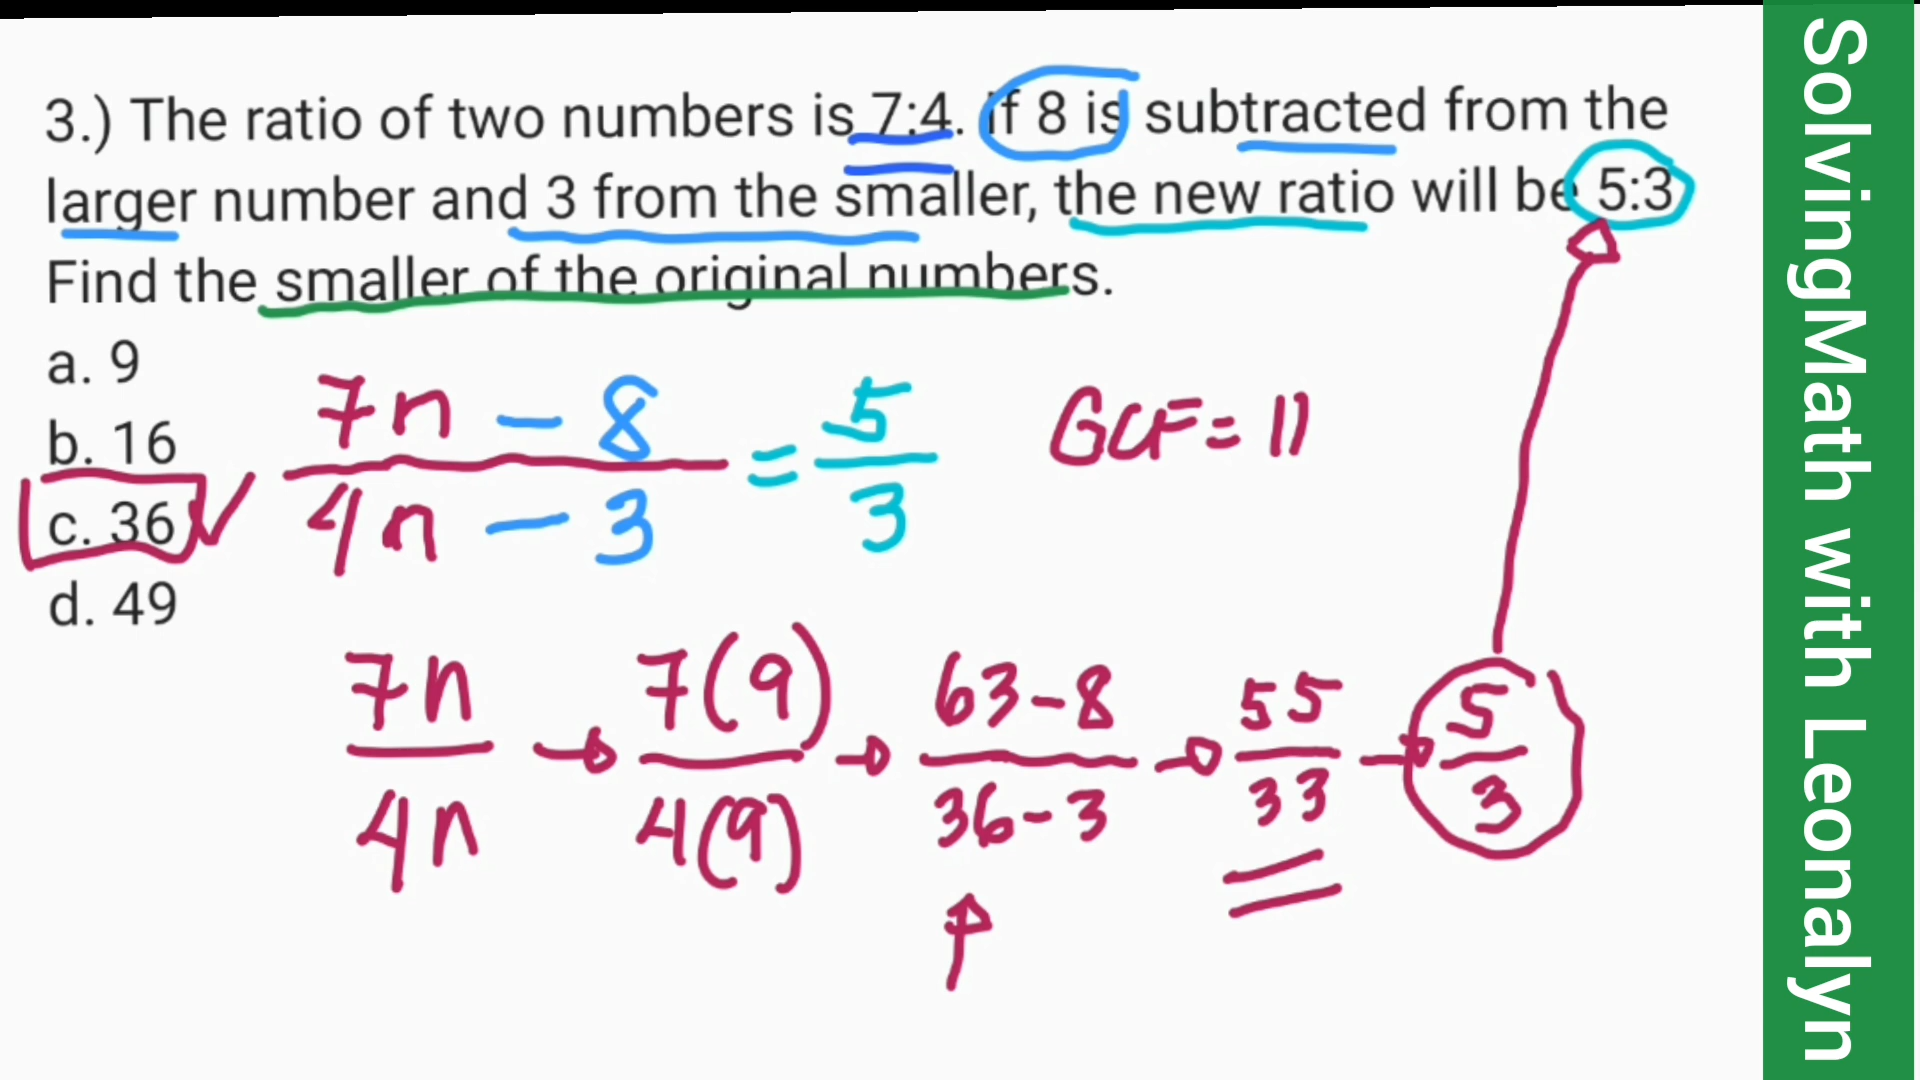 3.) The ratio of two numbers is 7:4. If 8 is subtracted from the
larger number and 3 from the smaller, the new ratio will be 5:3
Find the smaller of the original numbers.
a. 9
b. 16
c. 36
d. 49
7n - 8
4n - 3
=
5
3
GCF = 11
7n
4n
7(9)
4(9)
63-8
36-3
55
33
5
3
SolvingMath with Leonalyn